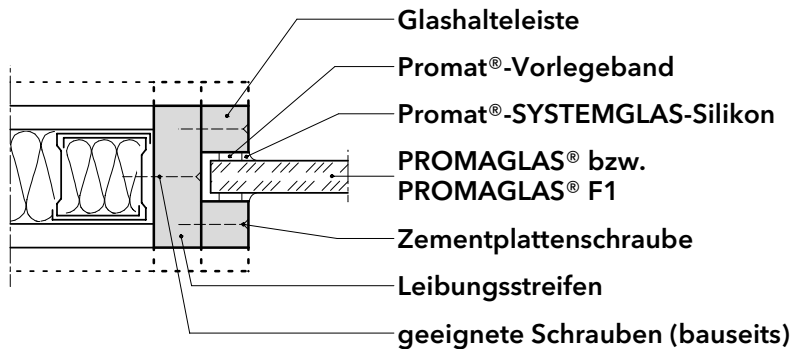 Glashalteleiste
Promat®-Vorlegeband
Promat®-SYSTEMGLAS-Silikon
PROMAGLAS® bzw.
PROMAGLAS® F1
Zementplattenschraube
Leibungsstreifen
geeignete Schrauben (bauseits)